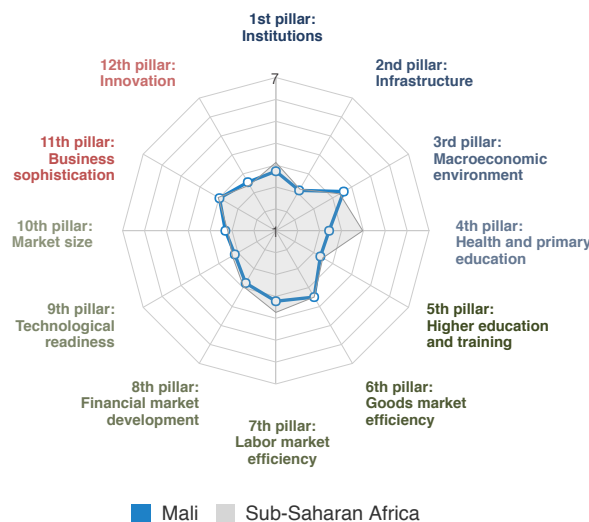 1st pillar:
Institutions
2nd pillar:
Infrastructure
3rd pillar:
Macroeconomic
environment
4th pillar:
Health and primary
education
5th pillar:
Higher education
and training
6th pillar:
Goods market
efficiency
7th pillar:
Labor market
efficiency
8th pillar:
Financial market
development
9th pillar:
Technological
readiness
10th pillar:
Market size
11th pillar:
Business
sophistication
12th pillar:
Innovation
7
1
Mali
Sub-Saharan Africa